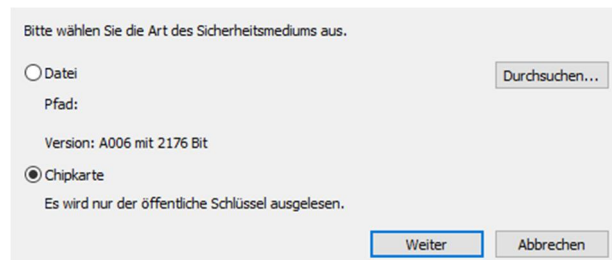 Bitte wählen Sie die Art des Sicherheitsmediums aus.
Datei
Durchsuchen...
Pfad:
Version: A006 mit 2176 Bit
Chipkarte
Es wird nur der öffentliche Schlüssel ausgelesen.
Weiter
Abbrechen